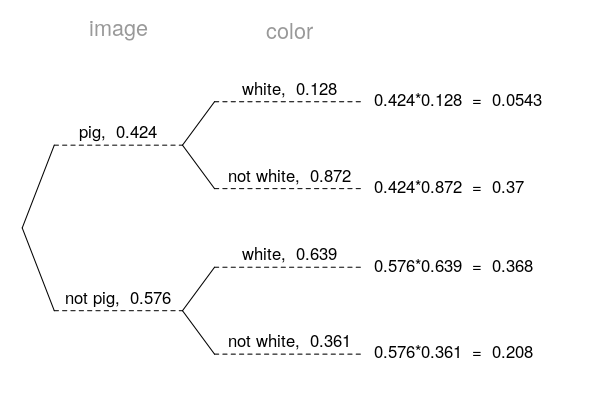 image color
white, 0.128 0.424*0.128 = 0.0543
pig, 0.424
not white, 0.872 0.424*0.872 = 0.37
white, 0.639 0.576*0.639 = 0.368
not pig, 0.576
not white, 0.361 0.576*0.361 = 0.208